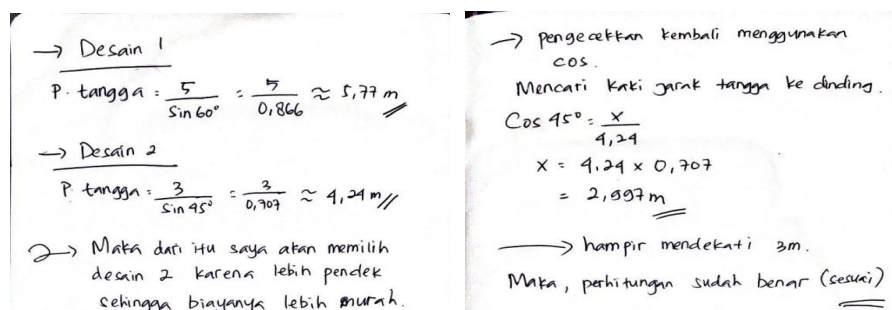 → Desain 1
P. tangga = 5 / sin 60° = 5 / 0,866 ≈ 5,77 m
→ Desain 2
P. tangga = 3 / sin 45° = 3 / 0,707 ≈ 4,24 m
2 → Maka dari itu saya akan memilih
desain 2 karena lebih pendek
sehingga biayanya lebih murah.
→ pengecekkan kembali menggunakan
cos.
Mencari kaki jarak tangga ke dinding.
Cos 45° = x / 4,24
x = 4.24 x 0,707
= 2,997 m
→ hampir mendekati 3m.
Maka, perhitungan sudah benar (sesuai)